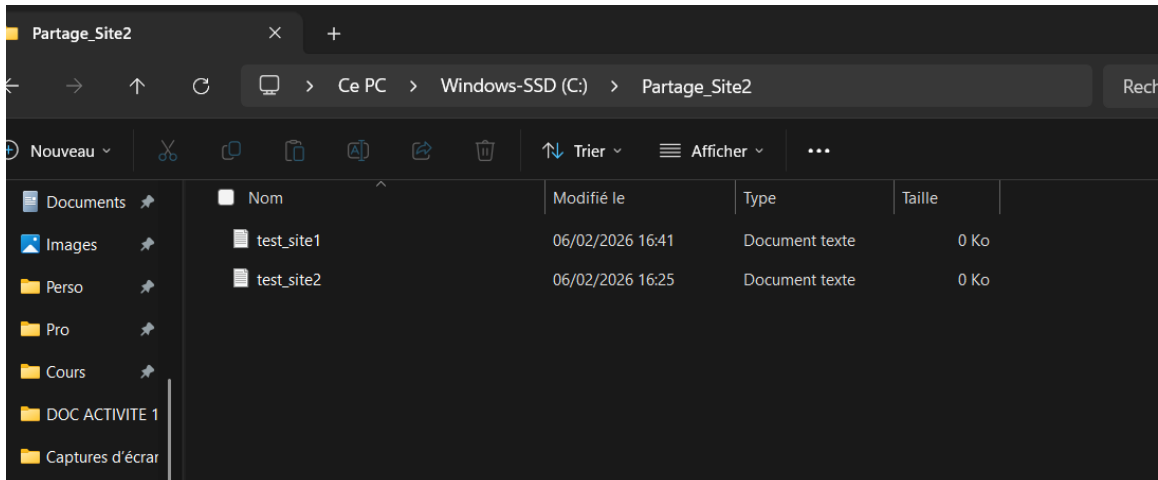 Partage_Site2
Ce PC > Windows-SSD (C:) > Partage_Site2 Rech
Nouveau Trier Afficher
Nom Modifié le Type Taille
Documents
Images
Perso
Pro
Cours
DOC ACTIVITE 1
Captures d'écrar
test_site1 06/02/2026 16:41 Document texte 0 Ko
test_site2 06/02/2026 16:25 Document texte 0 Ko